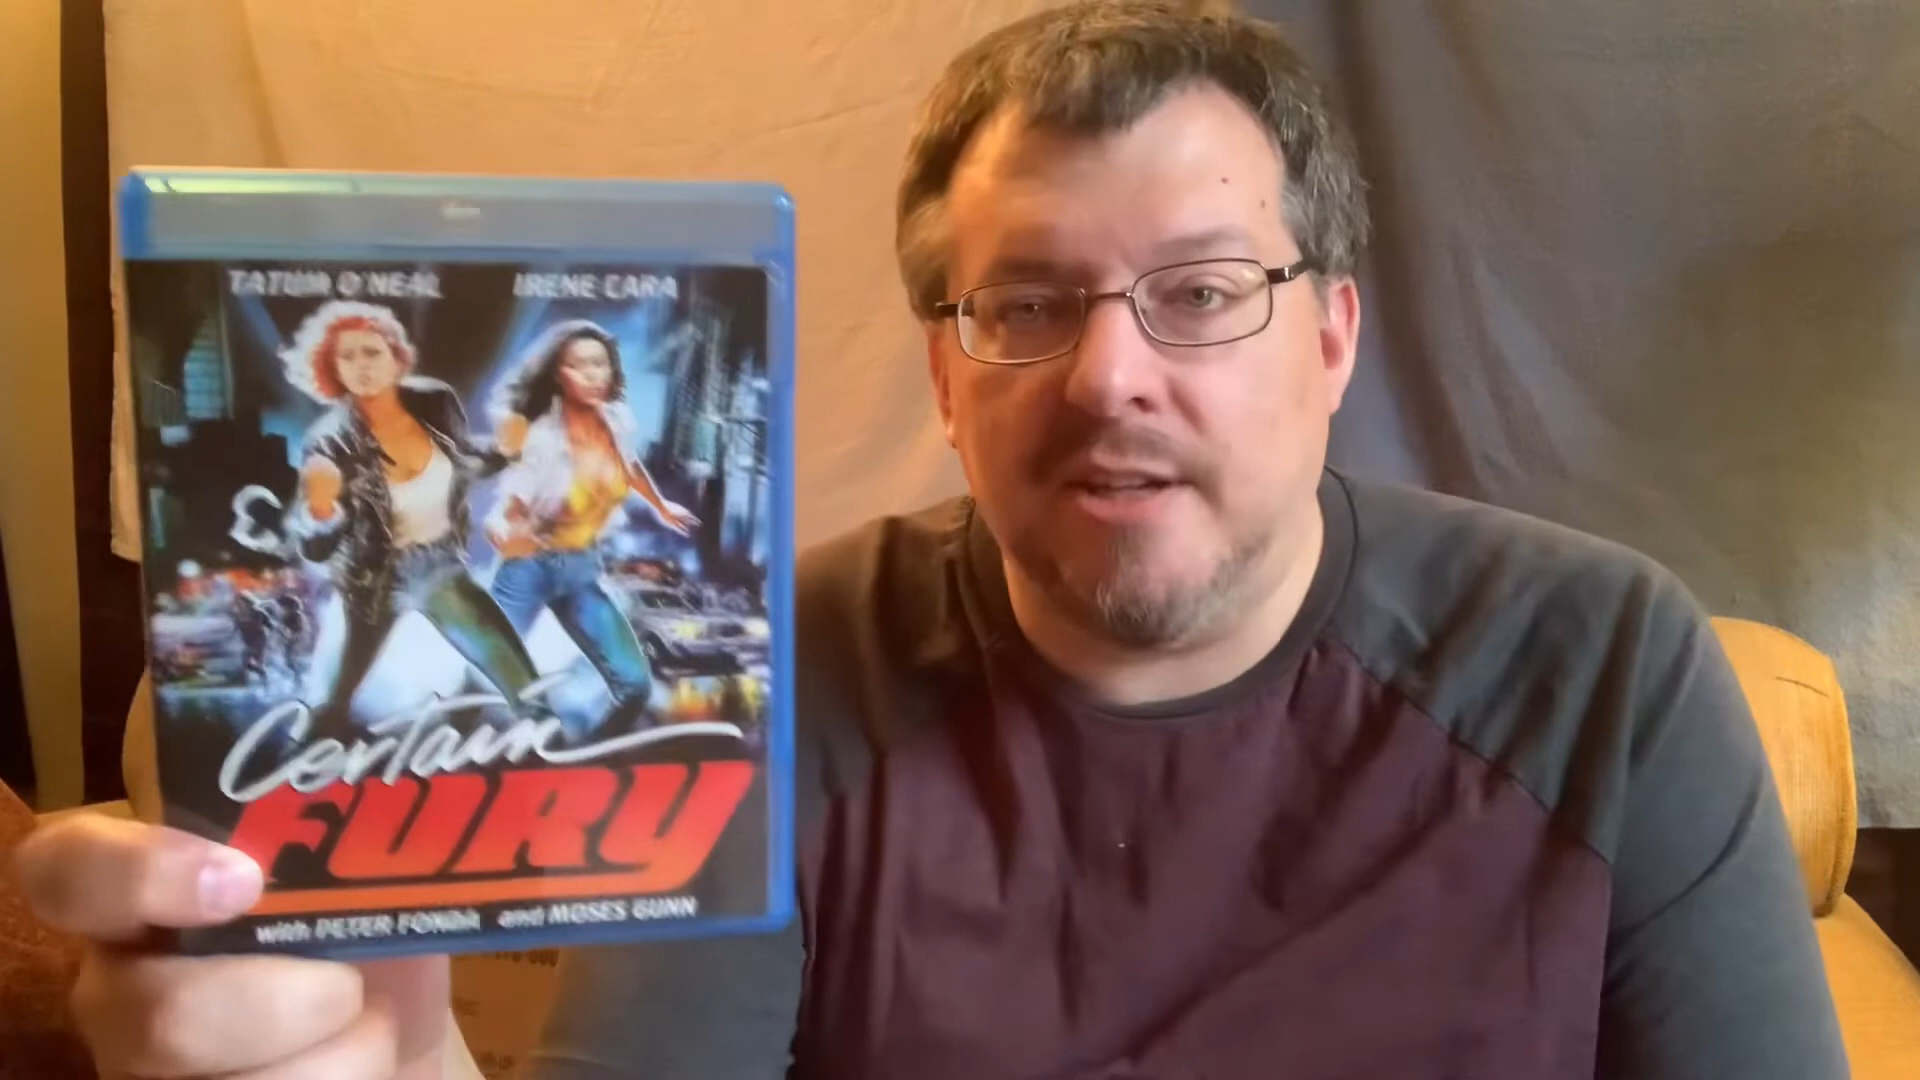 TATUM O'NEAL IRENE CARA
Certain
FURY
with PETER FONDA and MOSES GUNN